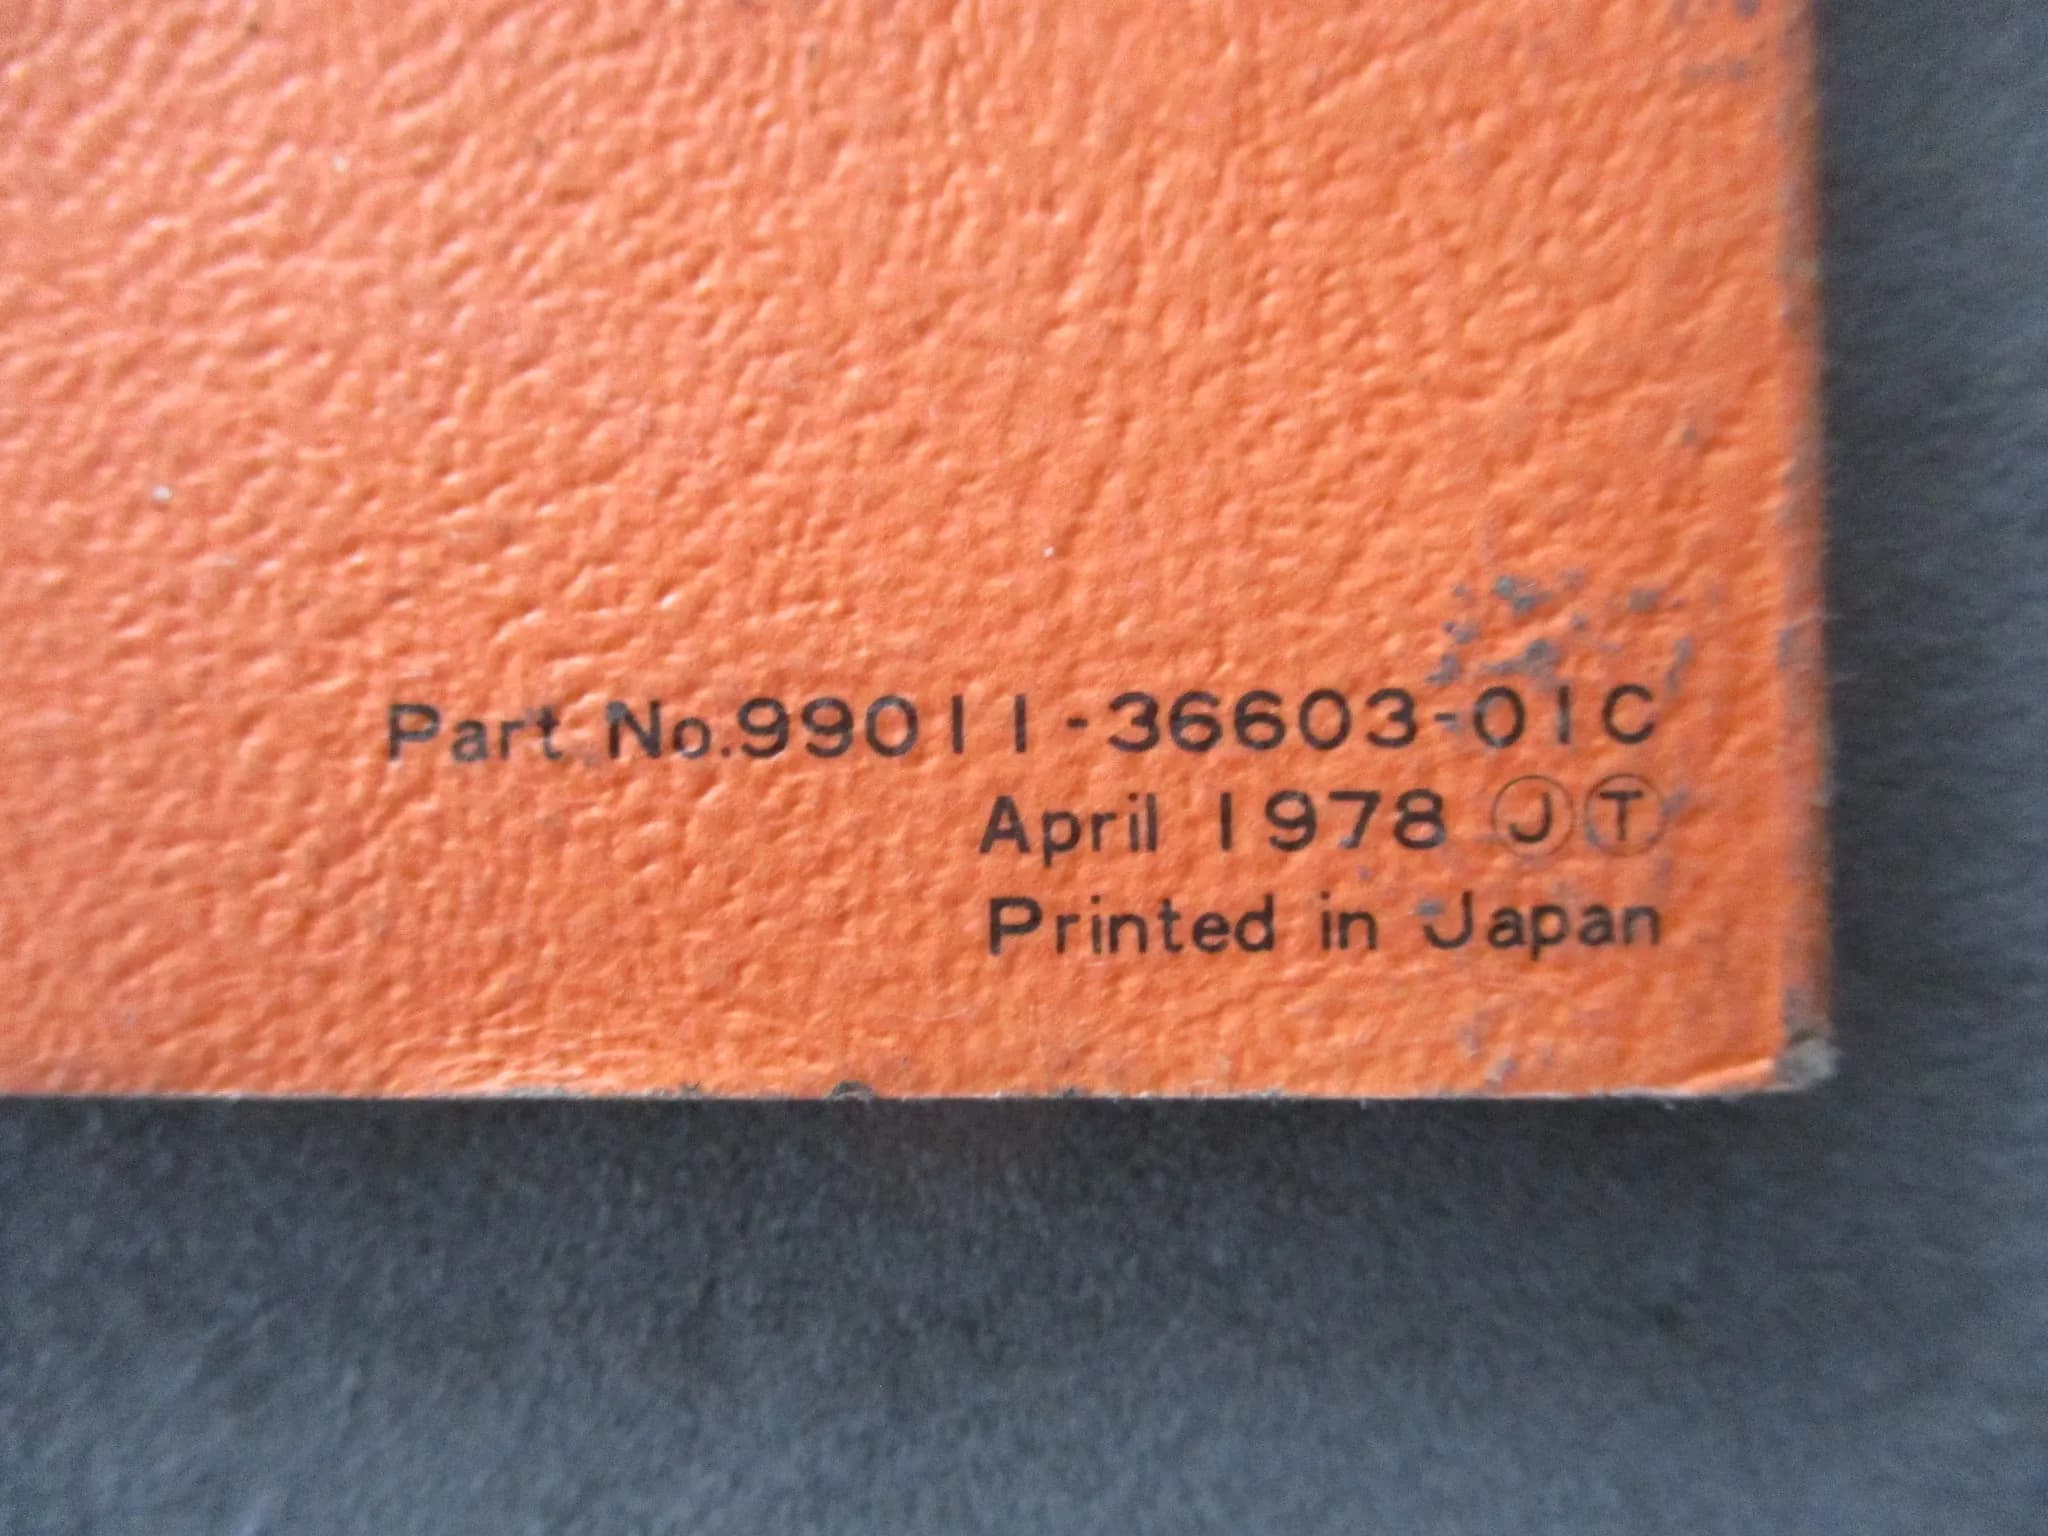 Part No.99011-36603-01C
April 1978 Ⓙ Ⓣ
Printed in Japan